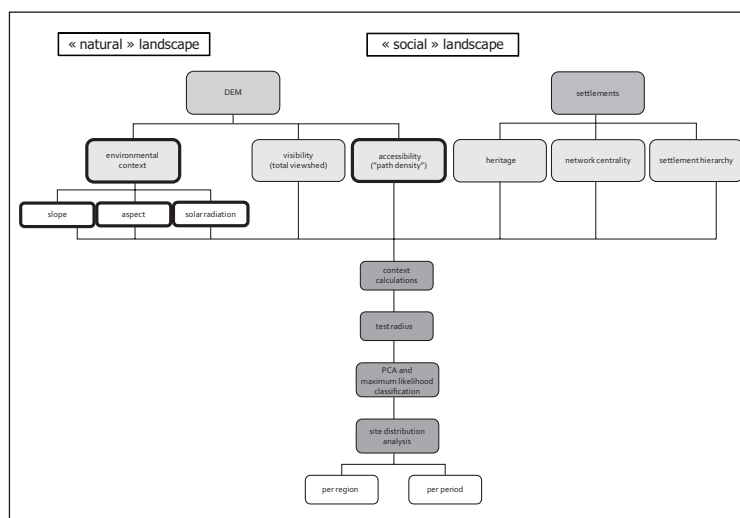 « natural » landscape
« social » landscape
DEM
settlements
environmental
context
visibility
(total viewshed)
accessibility
("path density")
heritage
network centrality
settlement hierarchy
slope
aspect
solar radiation
context
calculations
test radius
PCA and
maximum likelihood
classification
site distribution
analysis
per region
per period